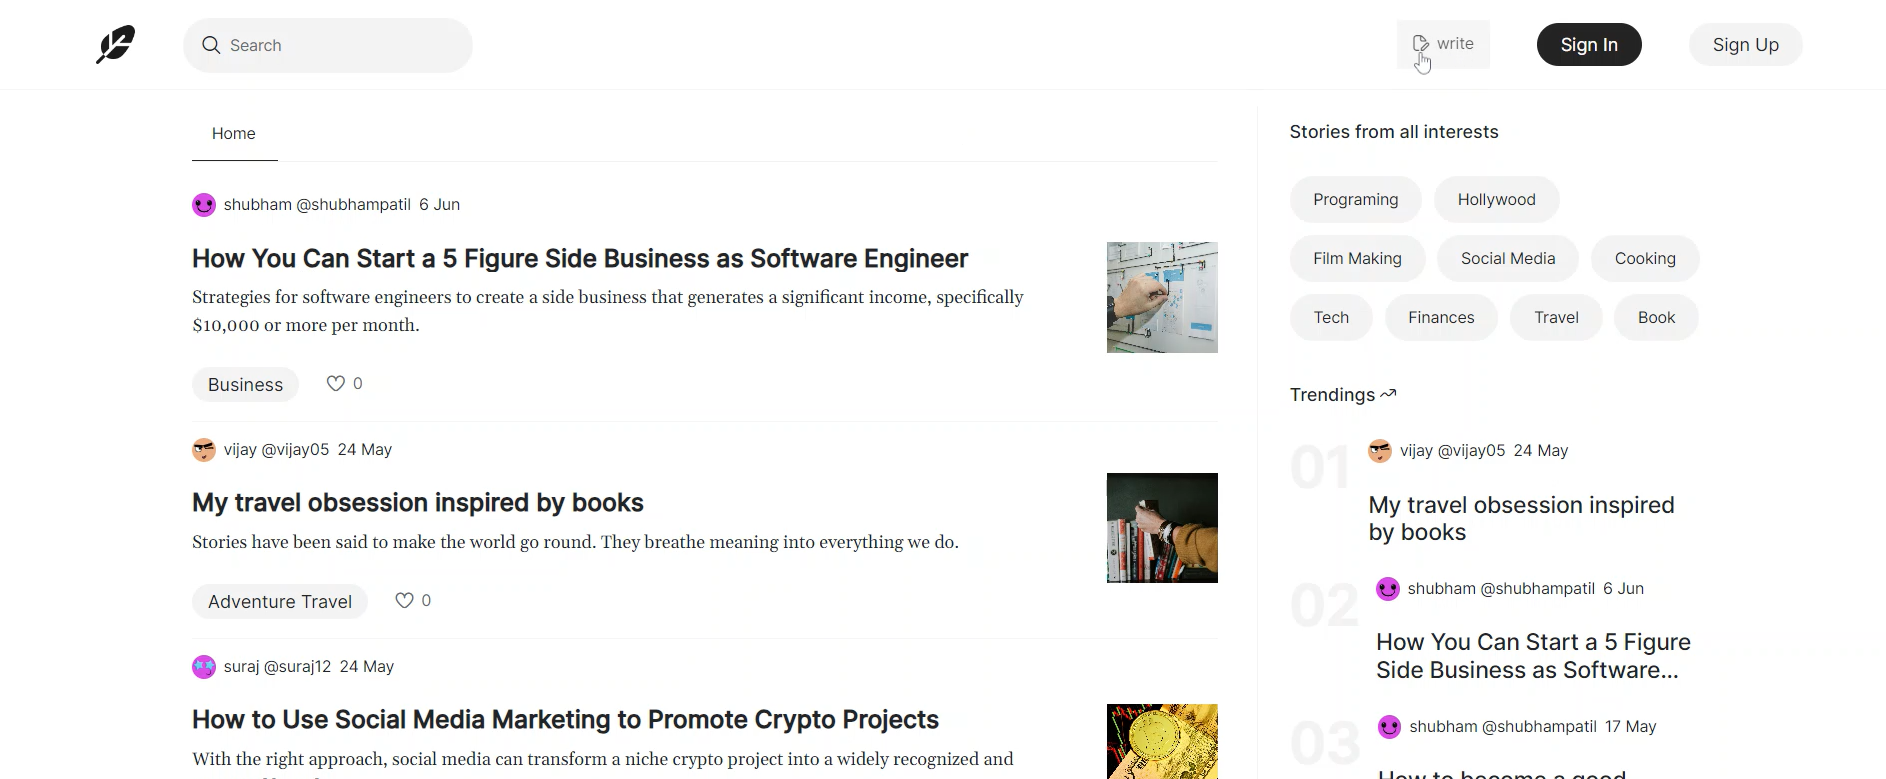 Search
write
Sign In
Sign Up
Home
shubham @shubhampatil 6 Jun
How You Can Start a 5 Figure Side Business as Software Engineer
Strategies for software engineers to create a side business that generates a significant income, specifically
$10,000 or more per month.
Business
0
vijay @vijay05 24 May
My travel obsession inspired by books
Stories have been said to make the world go round. They breathe meaning into everything we do.
Adventure Travel
0
suraj @suraj12 24 May
How to Use Social Media Marketing to Promote Crypto Projects
With the right approach, social media can transform a niche crypto project into a widely recognized and
Stories from all interests
Programing
Hollywood
Film Making
Social Media
Cooking
Tech
Finances
Travel
Book
Trendings
01
vijay @vijay05 24 May
My travel obsession inspired
by books
02
shubham @shubhampatil 6 Jun
How You Can Start a 5 Figure
Side Business as Software...
03
shubham @shubhampatil 17 May
How to become a good